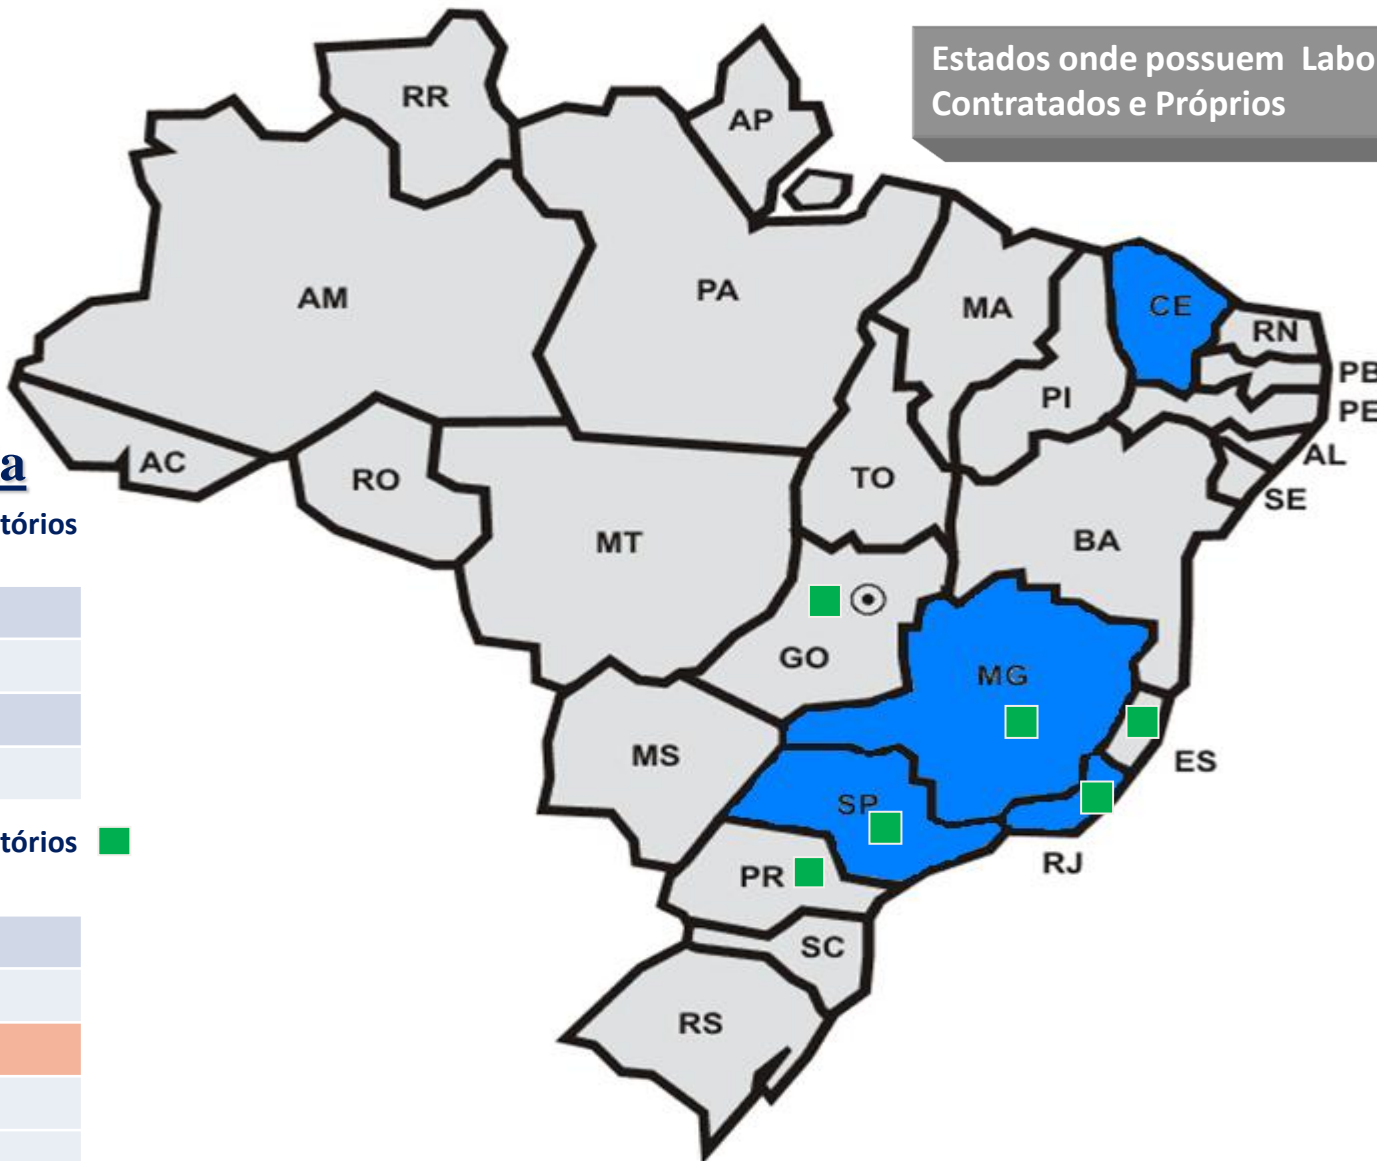 Estados onde possuem Labo
Contratados e Próprios
RR
AP
AM
PA
MA
CE
RN
PB
PI
PE
AL
SE
AC
RO
TO
MT
BA
a
tórios
GO
MG
MS
ES
SP
RJ
tórios
PR
SC
RS